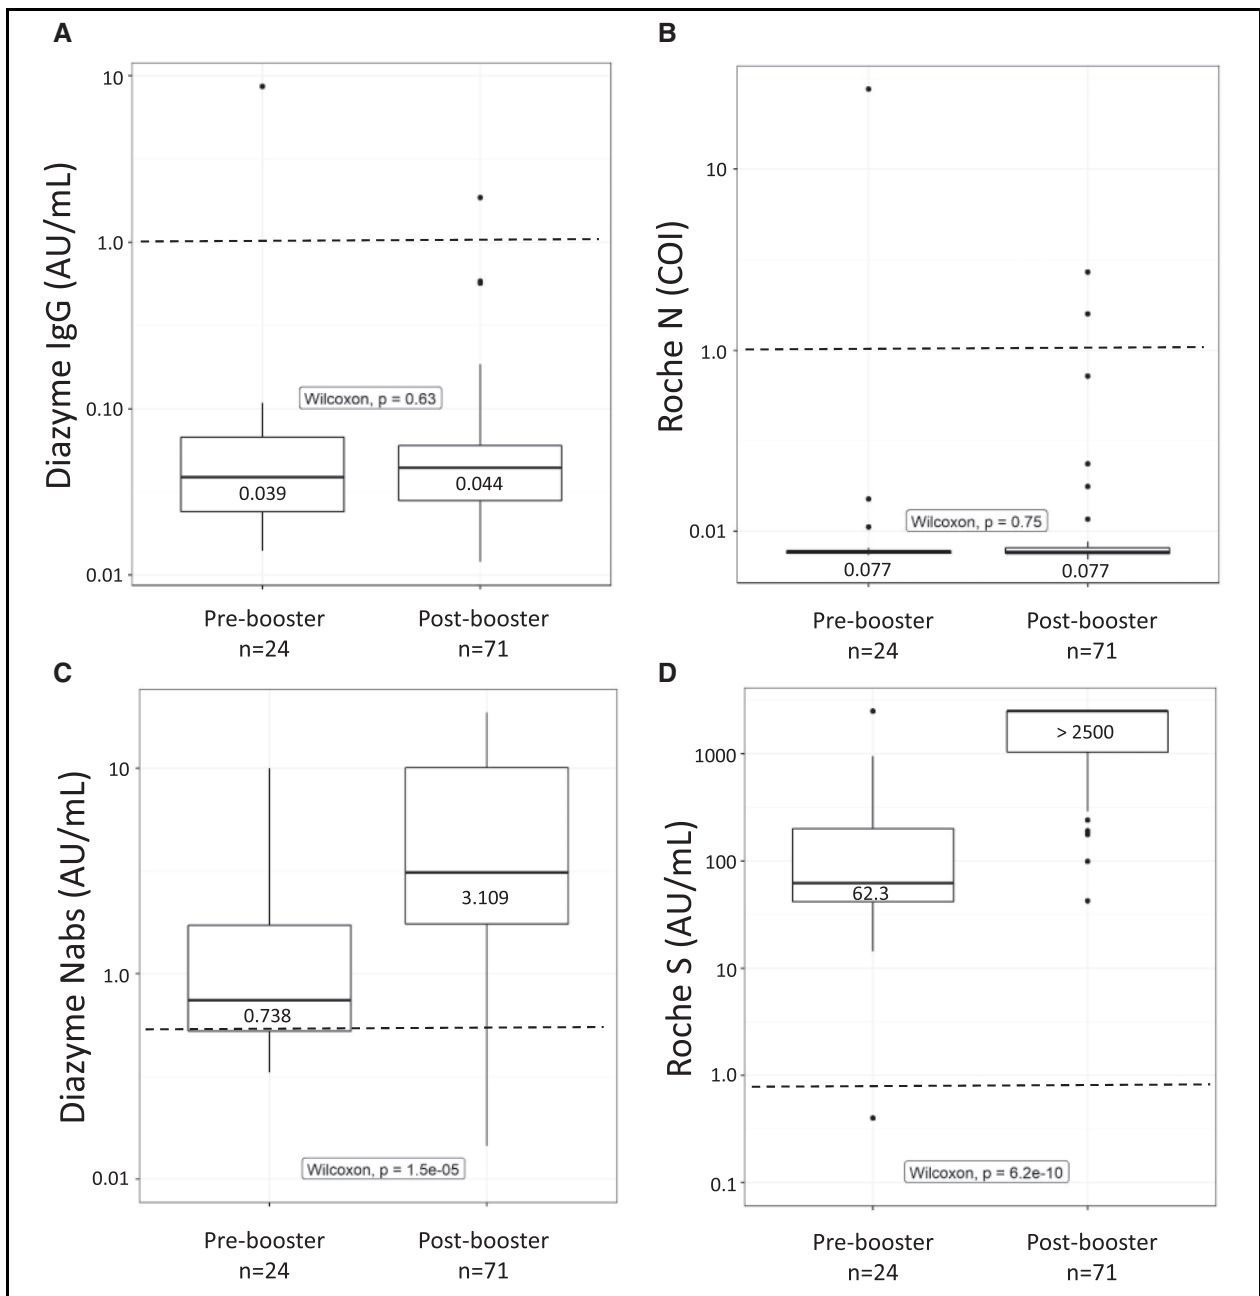 A
Diazyme IgG (AU/mL)
10
1.0
0.10
0.01
Wilcoxon, p = 0.63
0.039
0.044
Pre-booster
n=24
Post-booster
n=71
B
Roche N (COI)
10
1.0
0.01
Wilcoxon, p = 0.75
0.077
0.077
Pre-booster
n=24
Post-booster
n=71
C
Diazyme Nabs (AU/mL)
10
1.0
0.01
0.738
3.109
Wilcoxon, p = 1.5e-05
Pre-booster
n=24
Post-booster
n=71
D
Roche S (AU/mL)
1000
100
10
1.0
0.1
> 2500
62.3
Wilcoxon, p = 6.2e-10
Pre-booster
n=24
Post-booster
n=71